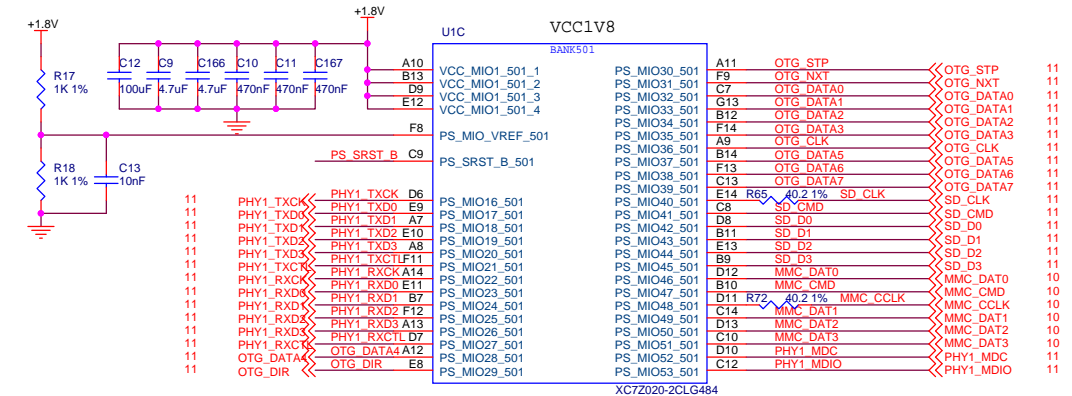 +1.8V
+1.8V
U1C
VCC1V8
BANK501
R17
1K 1%
C12
100uF
C9
4.7uF
C166
4.7uF
C10
470nF
C11
470nF
C167
470nF
A10 VCC_MIO1_501_1
B13 VCC_MIO1_501_2
D9 VCC_MIO1_501_3
E12 VCC_MIO1_501_4
F8 PS_MIO_VREF_501
R18
1K 1%
C13
10nF
PS_SRST_B C9 PS_SRST_B_501
11 PHY1_TXCK PHY1_TXCK D6 PS_MIO16_501
11 PHY1_TXD0 PHY1_TXD0 E9 PS_MIO17_501
11 PHY1_TXD1 PHY1_TXD1 A7 PS_MIO18_501
11 PHY1_TXD2 PHY1_TXD2 E10 PS_MIO19_501
11 PHY1_TXD3 PHY1_TXD3 A8 PS_MIO20_501
11 PHY1_TXCTL PHY1_TXCTL F11 PS_MIO21_501
11 PHY1_RXCK PHY1_RXCK A14 PS_MIO22_501
11 PHY1_RXD0 PHY1_RXD0 E11 PS_MIO23_501
11 PHY1_RXD1 PHY1_RXD1 B7 PS_MIO24_501
11 PHY1_RXD2 PHY1_RXD2 F12 PS_MIO25_501
11 PHY1_RXD3 PHY1_RXD3 A13 PS_MIO26_501
11 PHY1_RXCTL PHY1_RXCTL D7 PS_MIO27_501
11 OTG_DATA4 OTG_DATA4 A12 PS_MIO28_501
11 OTG_DIR OTG_DIR E8 PS_MIO29_501
PS_MIO30_501 A11 OTG_STP OTG_STP 11
PS_MIO31_501 F9 OTG_NXT OTG_NXT 11
PS_MIO32_501 C7 OTG_DATA0 OTG_DATA0 11
PS_MIO33_501 G13 OTG_DATA1 OTG_DATA1 11
PS_MIO34_501 B12 OTG_DATA2 OTG_DATA2 11
PS_MIO35_501 F14 OTG_DATA3 OTG_DATA3 11
PS_MIO36_501 A9 OTG_CLK OTG_CLK 11
PS_MIO37_501 B14 OTG_DATA5 OTG_DATA5 11
PS_MIO38_501 F13 OTG_DATA6 OTG_DATA6 11
PS_MIO39_501 C13 OTG_DATA7 OTG_DATA7 11
PS_MIO40_501 E14 R65 40.2 1% SD_CLK SD_CLK 11
PS_MIO41_501 C8 SD_CMD SD_CMD 11
PS_MIO42_501 D8 SD_D0 SD_D0 11
PS_MIO43_501 B11 SD_D1 SD_D1 11
PS_MIO44_501 E13 SD_D2 SD_D2 11
PS_MIO45_501 B9 SD_D3 SD_D3 11
PS_MIO46_501 D12 MMC_DAT0 MMC_DAT0 10
PS_MIO47_501 B10 MMC_CMD MMC_CMD 10
PS_MIO48_501 D11 R72 40.2 1% MMC_CCLK MMC_CCLK 10
PS_MIO49_501 C14 MMC_DAT1 MMC_DAT1 10
PS_MIO50_501 D13 MMC_DAT2 MMC_DAT2 10
PS_MIO51_501 C10 MMC_DAT3 MMC_DAT3 10
PS_MIO52_501 D10 PHY1_MDC PHY1_MDC 11
PS_MIO53_501 C12 PHY1_MDIO PHY1_MDIO 11
XC7Z020-2CLG484